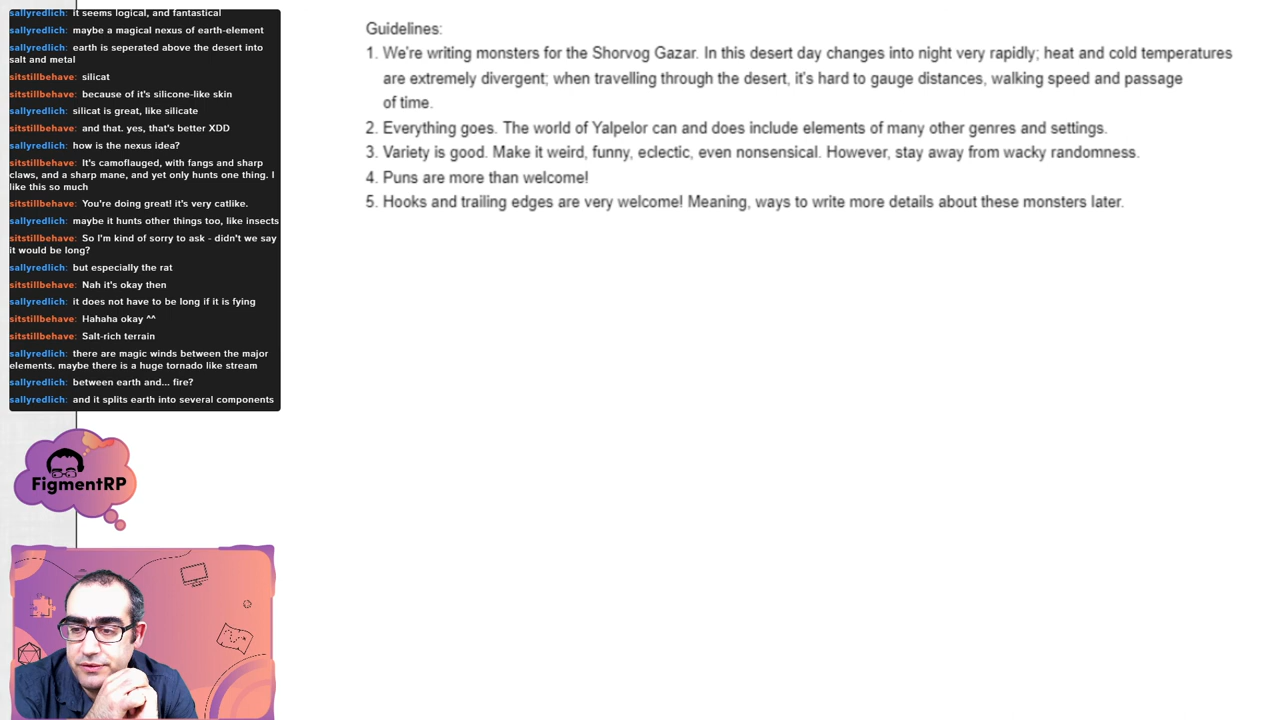 sallyredlich: it seems logical, and fantastical
sallyredlich: maybe a magical nexus of earth-element
sallyredlich: earth is seperated above the desert into
salt and metal
sitstillbehave: silicat
sitstillbehave: because of it's silicone-like skin
sallyredlich: silicat is great, like silicate
sitstillbehave: and that. yes, that's better XDD
sallyredlich: how is the nexus idea?
sitstillbehave: It's camoflauged, with fangs and sharp
claws, and a sharp mane, and yet only hunts one thing. I
like this so much
sitstillbehave: You're doing great! it's very catlike.
sallyredlich: maybe it hunts other things too, like insects
sitstillbehave: So I'm kind of sorry to ask - didn't we say
it would be long?
sallyredlich: but especially the rat
sitstillbehave: Nah it's okay then
sallyredlich: it does not have to be long if it is fying
sitstillbehave: Hahaha okay ^^
sitstillbehave: Salt-rich terrain
sallyredlich: there are magic winds between the major
elements. maybe there is a huge tornado like stream
sallyredlich: between earth and... fire?
sallyredlich: and it splits earth into several components
FigmentRP
Guidelines:
1. We're writing monsters for the Shorvog Gazar. In this desert day changes into night very rapidly; heat and cold temperatures
are extremely divergent; when travelling through the desert, it's hard to gauge distances, walking speed and passage
of time.
2. Everything goes. The world of Yalpelor can and does include elements of many other genres and settings.
3. Variety is good. Make it weird, funny, eclectic, even nonsensical. However, stay away from wacky randomness.
4. Puns are more than welcome!
5. Hooks and trailing edges are very welcome! Meaning, ways to write more details about these monsters later.